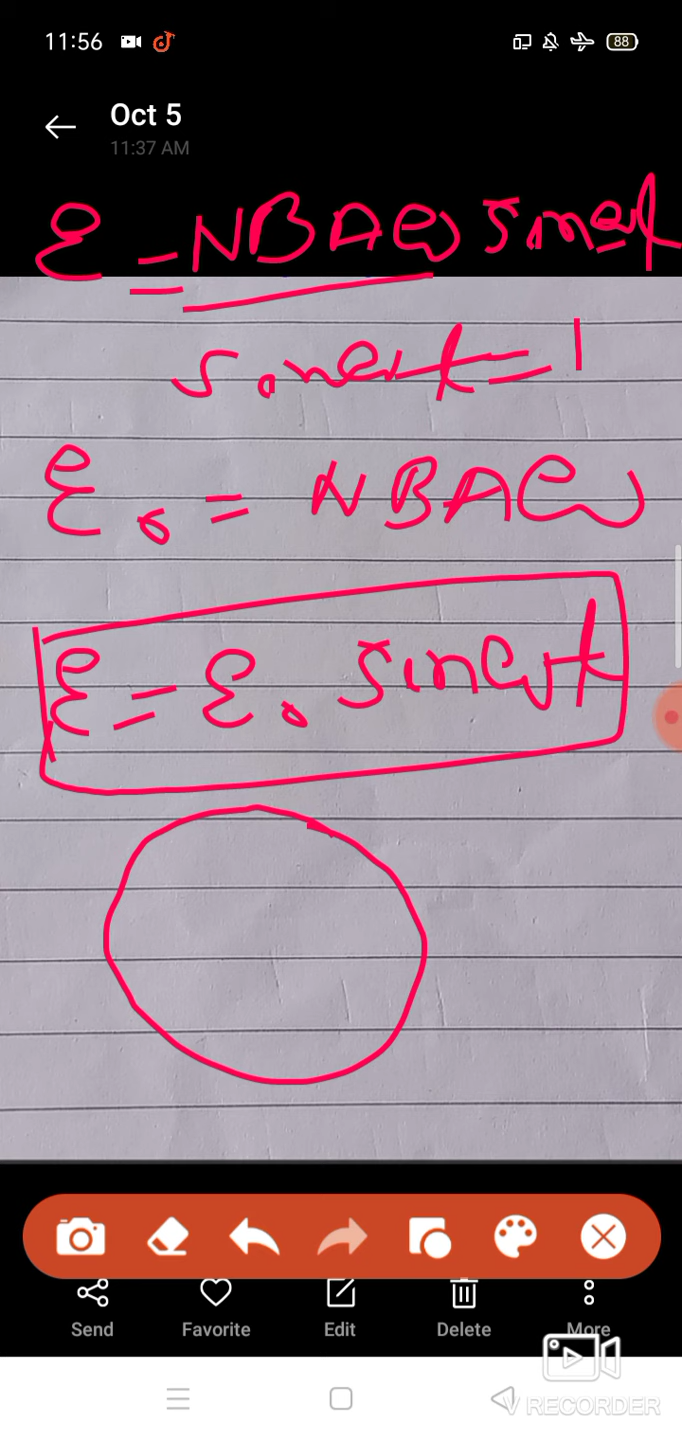 11:56 88
Oct 5
11:37 AM
ε = NBAω sinωt
sinωt = 1
ε₀ = NBAω
ε = ε₀ sinωt
Send Favorite Edit Delete More
V RECORDER